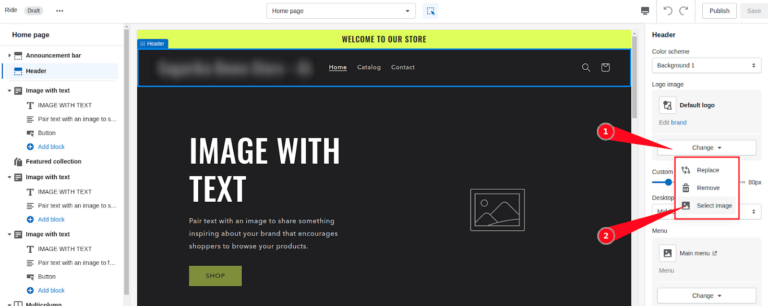 Ride Draft
Home page
Publish
Save
Home page
Announcement bar
Header
Image with text
IMAGE WITH TEXT
Pair text with an image to s...
Button
Add block
Featured collection
Image with text
IMAGE WITH TEXT
Pair text with an image to s...
Add block
Image with text
IMAGE WITH TEXT
Pair text with an image to f...
Button
Add block
Multicolumn
WELCOME TO OUR STORE
Header
Home Catalog Contact
IMAGE WITH
TEXT
Pair text with an image to share something
inspiring about your brand that encourages
shoppers to browse your products.
SHOP
Header
Color scheme
Background 1
Logo image
Default logo
Edit brand
1
Change
Replace
Custom
80px
Remove
Desktop
Select image
2
Menu
Main menu
Menu
Change